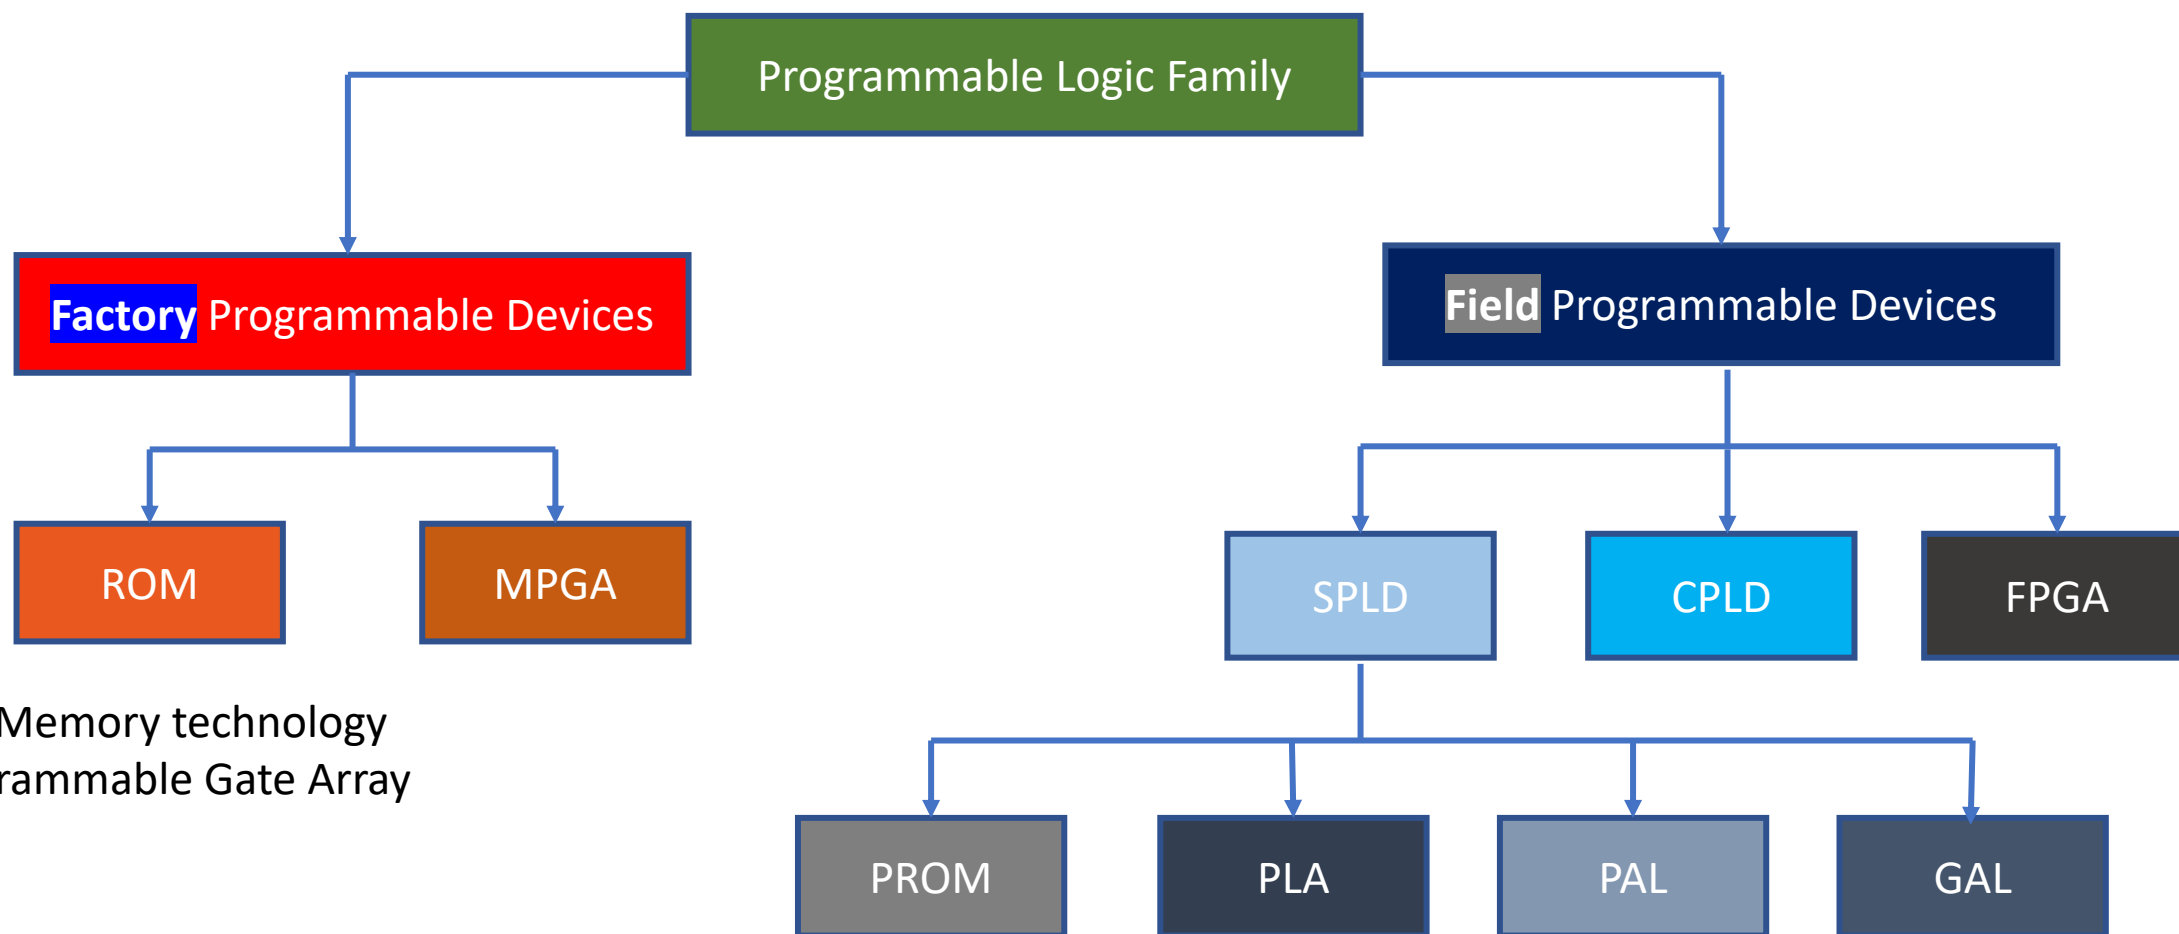 Programmable Logic Family
Factory Programmable Devices
Field Programmable Devices
ROM
MPGA
SPLD
CPLD
FPGA
Memory technology
Gate Array
PROM
PLA
PAL
GAL